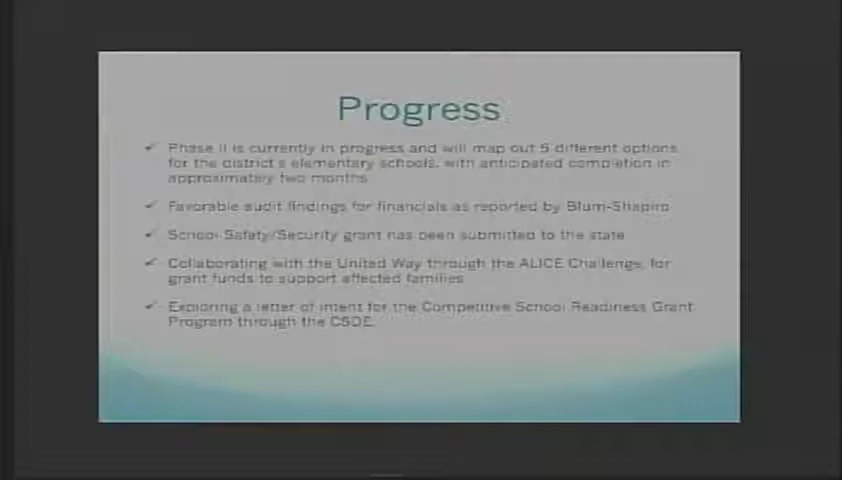 Progress
✓ Phase II is currently in progress and will map out 5 different options
for the district's elementary schools, with anticipated completion in
approximately two months.
✓ Favorable audit findings for financials as reported by Blum-Shapiro
✓ School Safety/Security grant has been submitted to the state
✓ Collaborating with the United Way through the ALICE Challenge, for
grant funds to support affected families
✓ Exploring a letter of intent for the Competitive School Readiness Grant
Program through the CSDE.